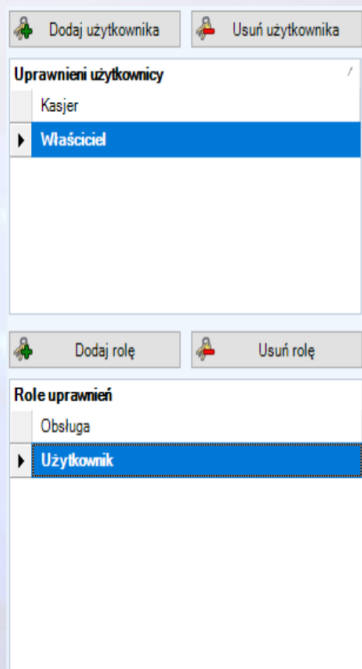 Dodaj użytkownika
Usuń użytkownika
Uprawnieni użytkownicy
Kasjer
Właściciel
Dodaj rolę
Usuń rolę
Role uprawnień
Obsługa
Użytkownik